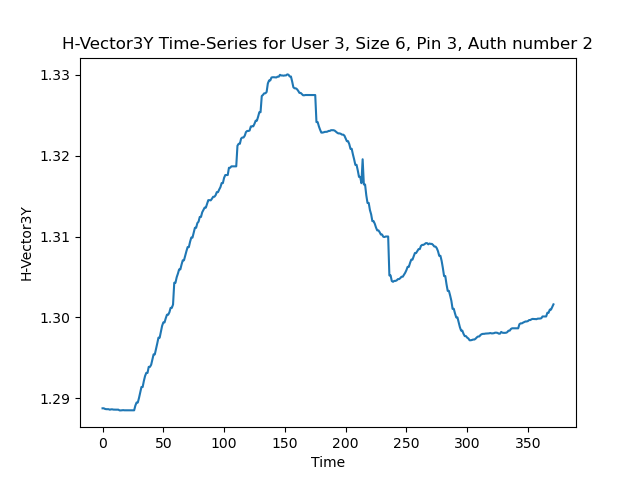 H-Vector3Y Time-Series for User 3, Size 6, Pin 3, Auth number 2
1.33
1.32
1.31
1.30
1.29
H-Vector3Y
0 50 100 150 200 250 300 350
Time